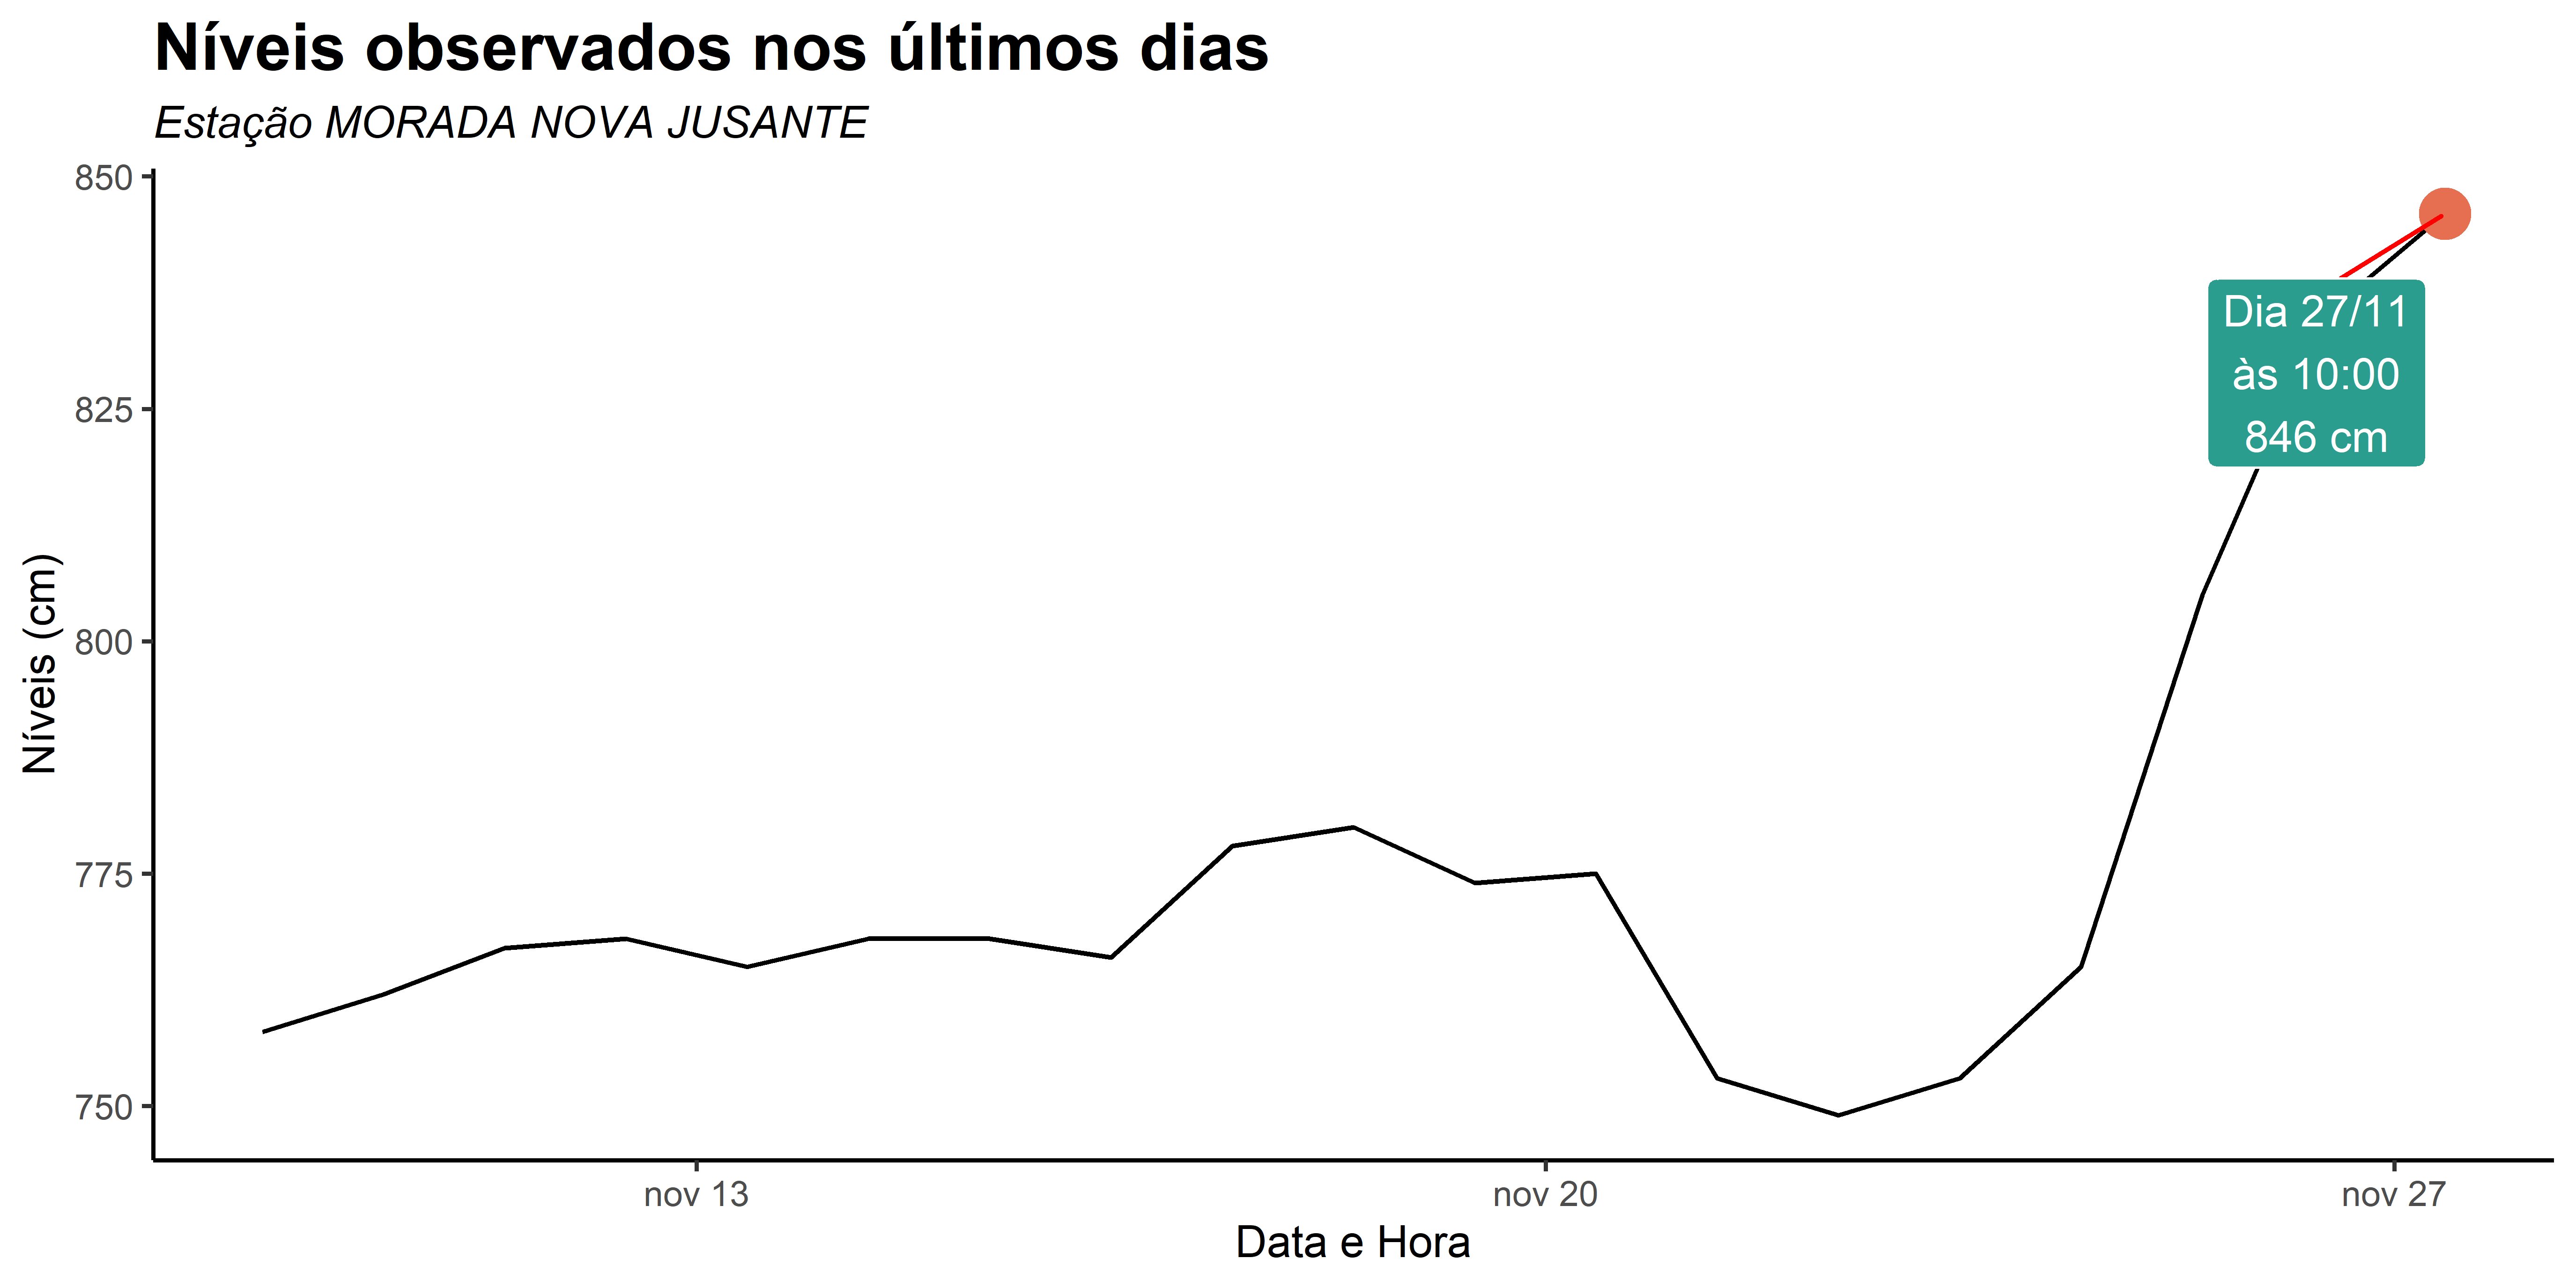 Níveis observados nos últimos dias
Estação MORADA NOVA JUSANTE
850
825
800
775
750
Níveis (cm)
Dia 27/11
às 10:00
846 cm
nov 13
nov 20
nov 27
Data e Hora